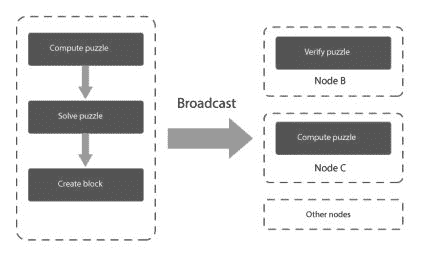 Compute puzzle
Solve puzzle
Create block
Broadcast
Verify puzzle
Node B
Compute puzzle
Node C
Other nodes